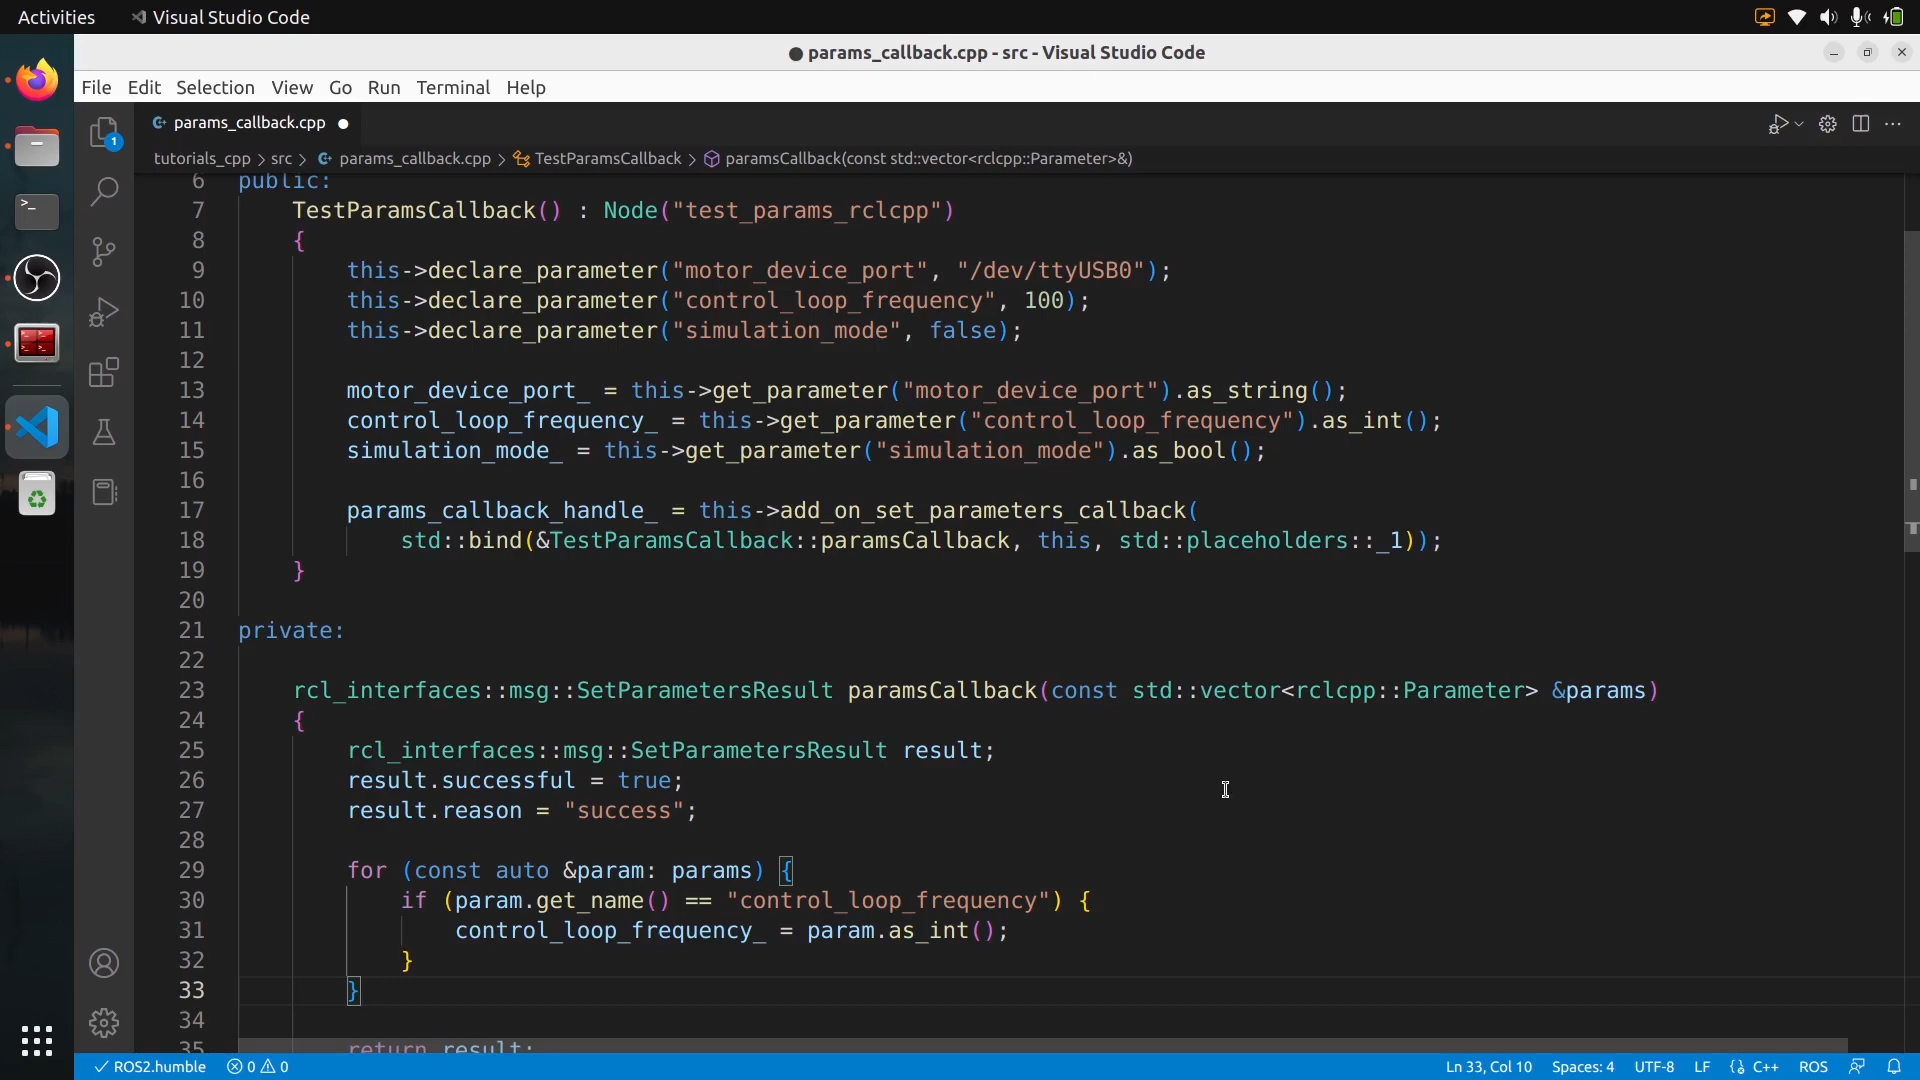 Activities
Visual Studio Code
params_callback.cpp - src - Visual Studio Code
File Edit Selection View Go Run Terminal Help
1
params_callback.cpp
tutorials_cpp > src > params_callback.cpp > TestParamsCallback > paramsCallback(const std::vector<rclcpp::Parameter>&)
6 public:
7 TestParamsCallback() : Node("test_params_rclcpp")
8 {
9 this->declare_parameter("motor_device_port", "/dev/ttyUSB0");
10 this->declare_parameter("control_loop_frequency", 100);
11 this->declare_parameter("simulation_mode", false);
12
13 motor_device_port_ = this->get_parameter("motor_device_port").as_string();
14 control_loop_frequency_ = this->get_parameter("control_loop_frequency").as_int();
15 simulation_mode_ = this->get_parameter("simulation_mode").as_bool();
16
17 params_callback_handle_ = this->add_on_set_parameters_callback(
18 std::bind(&TestParamsCallback::paramsCallback, this, std::placeholders::_1));
19 }
20
21 private:
22
23 rcl_interfaces::msg::SetParametersResult paramsCallback(const std::vector<rclcpp::Parameter> &params)
24 {
25 rcl_interfaces::msg::SetParametersResult result;
26 result.successful = true;
27 result.reason = "success";
28
29 for (const auto &param: params) {
30 if (param.get_name() == "control_loop_frequency") {
31 control_loop_frequency_ = param.as_int();
32 }
33 }
34
35 return result;
ROS2.humble 0 0 Ln 33, Col 10 Spaces: 4 UTF-8 LF {} C++ ROS